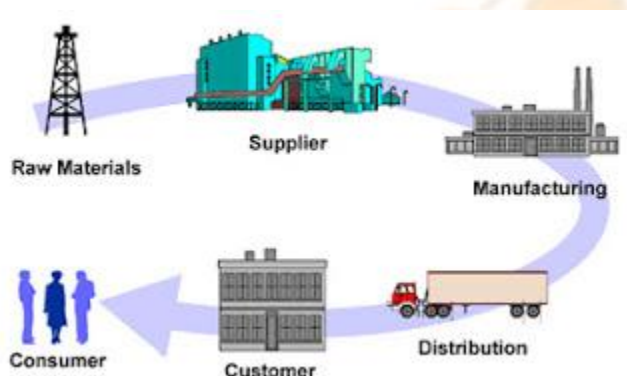 Raw Materials
Supplier
Manufacturing
Distribution
Customer
Consumer